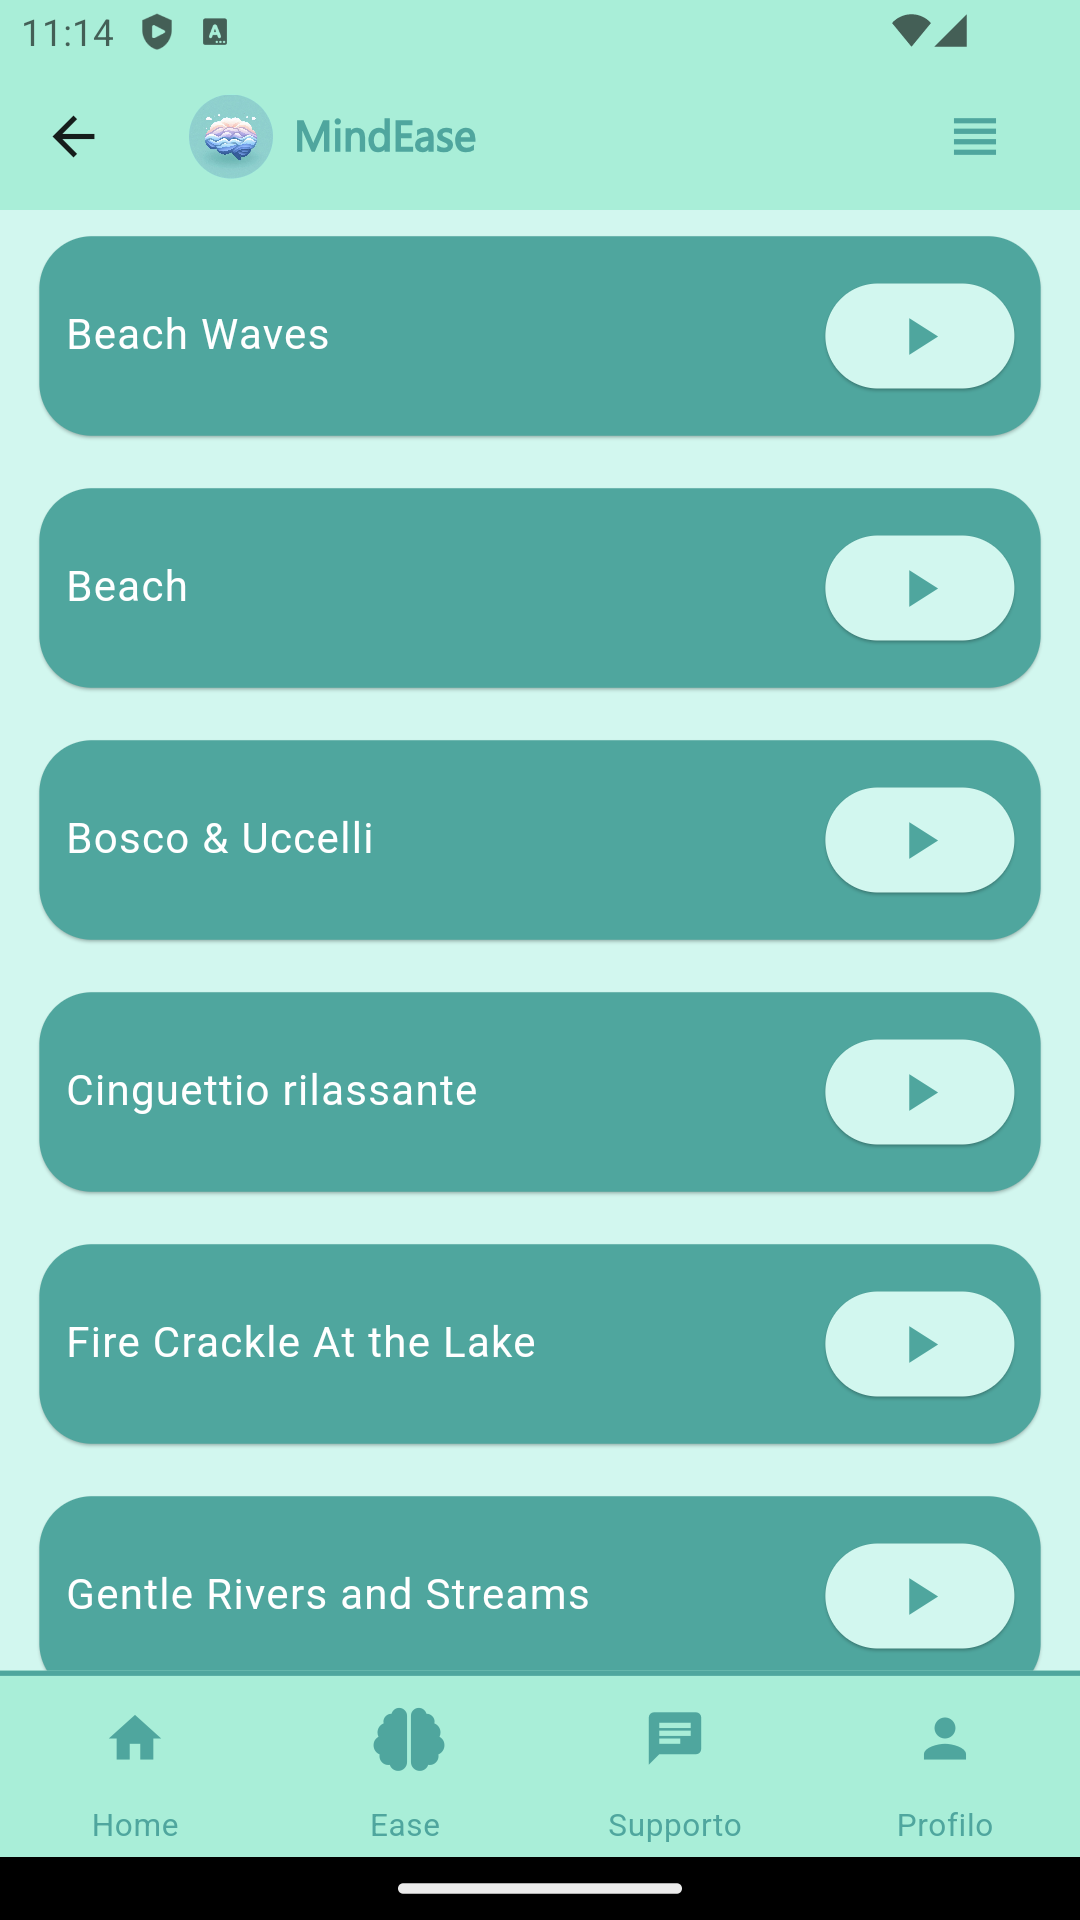 11:14
MindEase
Beach Waves
Beach
Bosco & Uccelli
Cinguettio rilassante
Fire Crackle At the Lake
Gentle Rivers and Streams
Home Ease Supporto Profilo